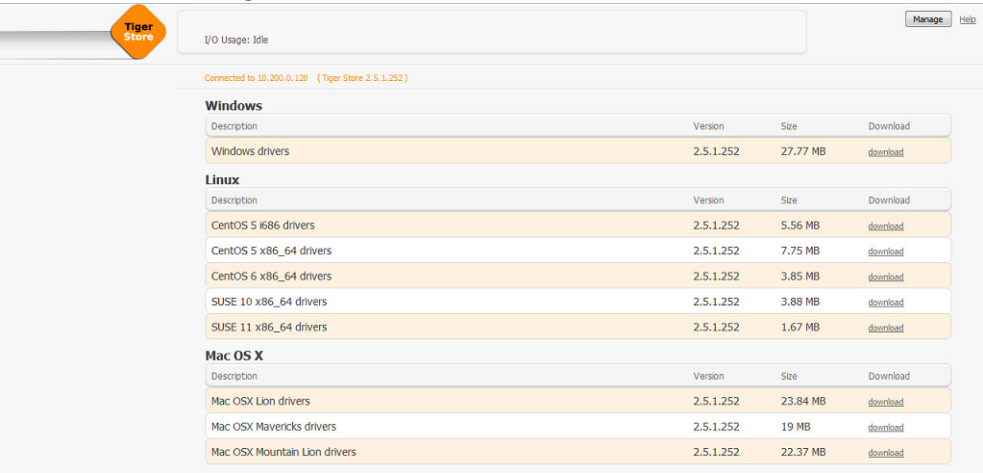 Tiger
Store
I/O Usage: Idle
Manage Help
Connected to 10.200.0.120 (Tiger Store 2.5.1.252)
Windows
Description Version Size Download
Windows drivers 2.5.1.252 27.77 MB download
Linux
Description Version Size Download
CentOS 5 i686 drivers 2.5.1.252 5.56 MB download
CentOS 5 x86_64 drivers 2.5.1.252 7.75 MB download
CentOS 6 x86_64 drivers 2.5.1.252 3.85 MB download
SUSE 10 x86_64 drivers 2.5.1.252 3.88 MB download
SUSE 11 x86_64 drivers 2.5.1.252 1.67 MB download
Mac OS X
Description Version Size Download
Mac OSX Lion drivers 2.5.1.252 23.84 MB download
Mac OSX Mavericks drivers 2.5.1.252 19 MB download
Mac OSX Mountain Lion drivers 2.5.1.252 22.37 MB download